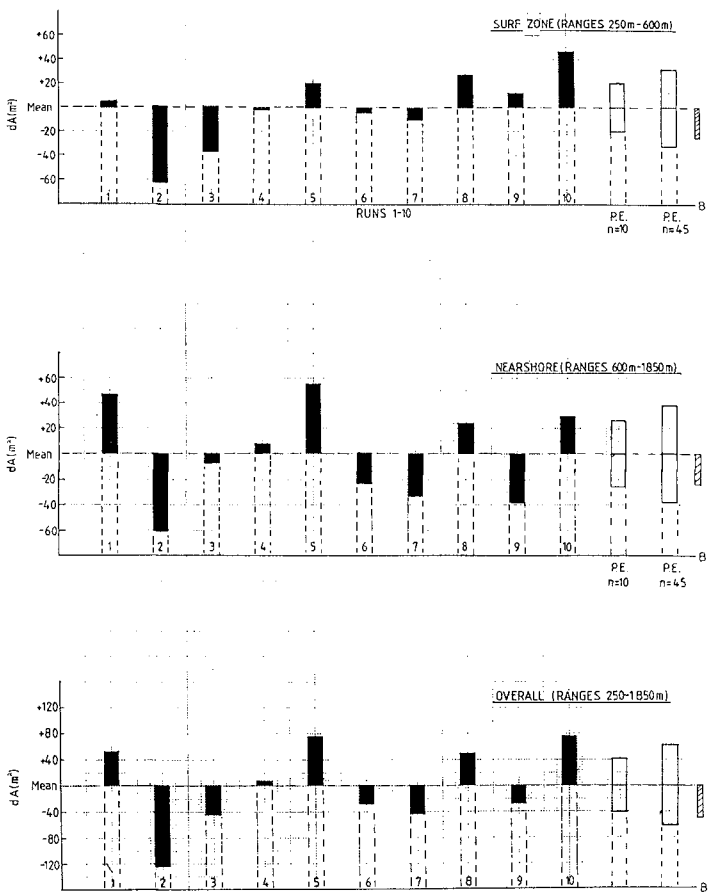 SURF ZONE (RANGES 250m-600m)
+60
+40
+20
Mean
-20
-40
-60
dA(m²)
1 2 3 4 5 6 7 8 9 10
B
RUNS 1-10
P.E. P.E.
n=10 n=45
NEARSHORE (RANGES 600m-1850m)
+60
+40
+20
Mean
-20
-40
-60
dA(m²)
1 2 3 4 5 6 7 8 9 10
B
P.E. P.E.
n=10 n=45
OVERALL (RANGES 250-1850m)
+120
+80
+40
Mean
-40
-80
-120
dA(m²)
1 2 3 4 5 6 7 8 9 10
B